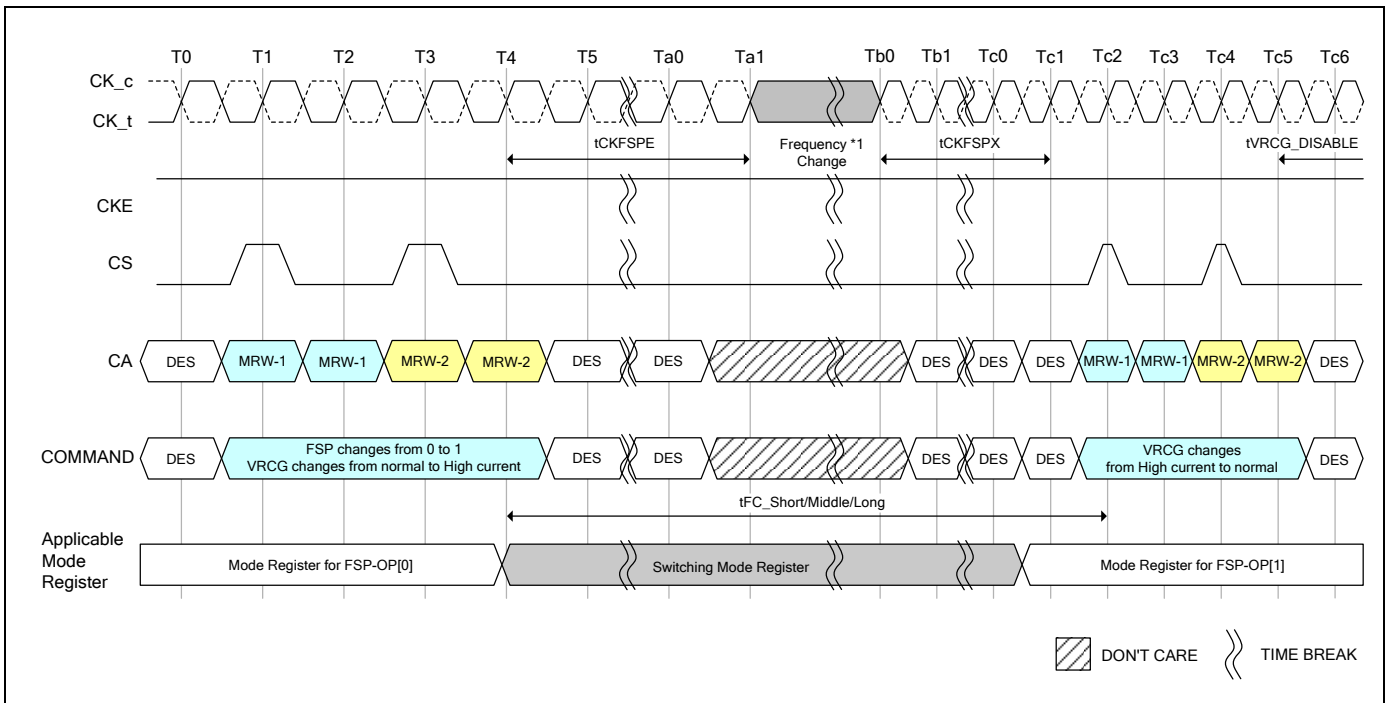 T0 T1 T2 T3 T4 T5 Ta0 Ta1 Tb0 Tb1 Tc0 Tc1 Tc2 Tc3 Tc4 Tc5 Tc6
CK_c
CK_t
tCKFSPE
Frequency *1
Change
tCKFSPX
tVRCG_DISABLE
CKE
CS
CA DES MRW-1 MRW-1 MRW-2 MRW-2 DES DES DES DES DES MRW-1 MRW-1 MRW-2 MRW-2 DES
COMMAND DES
FSP changes from 0 to 1
VRCG changes from normal to High current
DES DES DES DES DES
VRCG changes
from High current to normal
DES
tFC_Short/Middle/Long
Applicable
Mode
Register
Mode Register for FSP-OP[0] Switching Mode Register Mode Register for FSP-OP[1]
DON'T CARE TIME BREAK